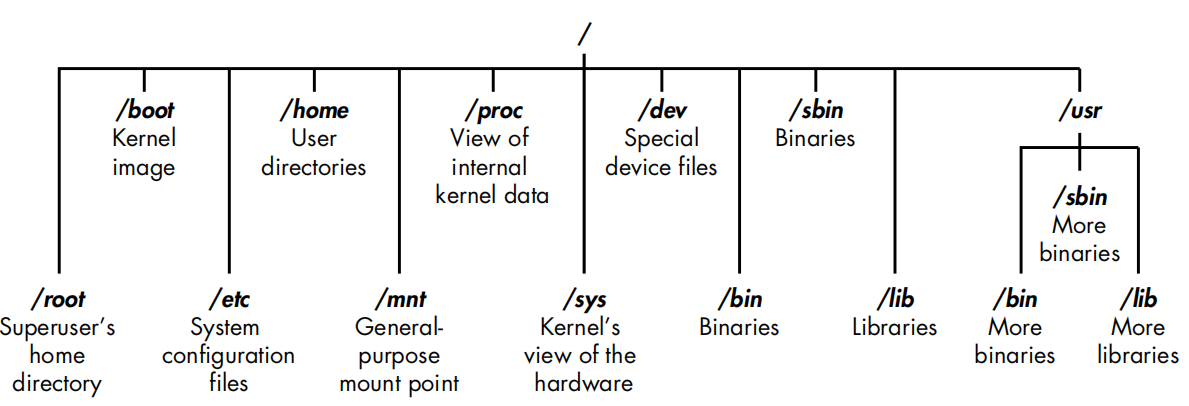 /
/boot
Kernel
image
/home
User
directories
/proc
View of
internal
kernel data
/dev
Special
device files
/sbin
Binaries
/usr
/sbin
More
binaries
/root
Superuser's
home
directory
/etc
System
configuration
files
/mnt
General-
purpose
mount point
/sys
Kernel's
view of the
hardware
/bin
Binaries
/lib
Libraries
/bin
More
binaries
/lib
More
libraries